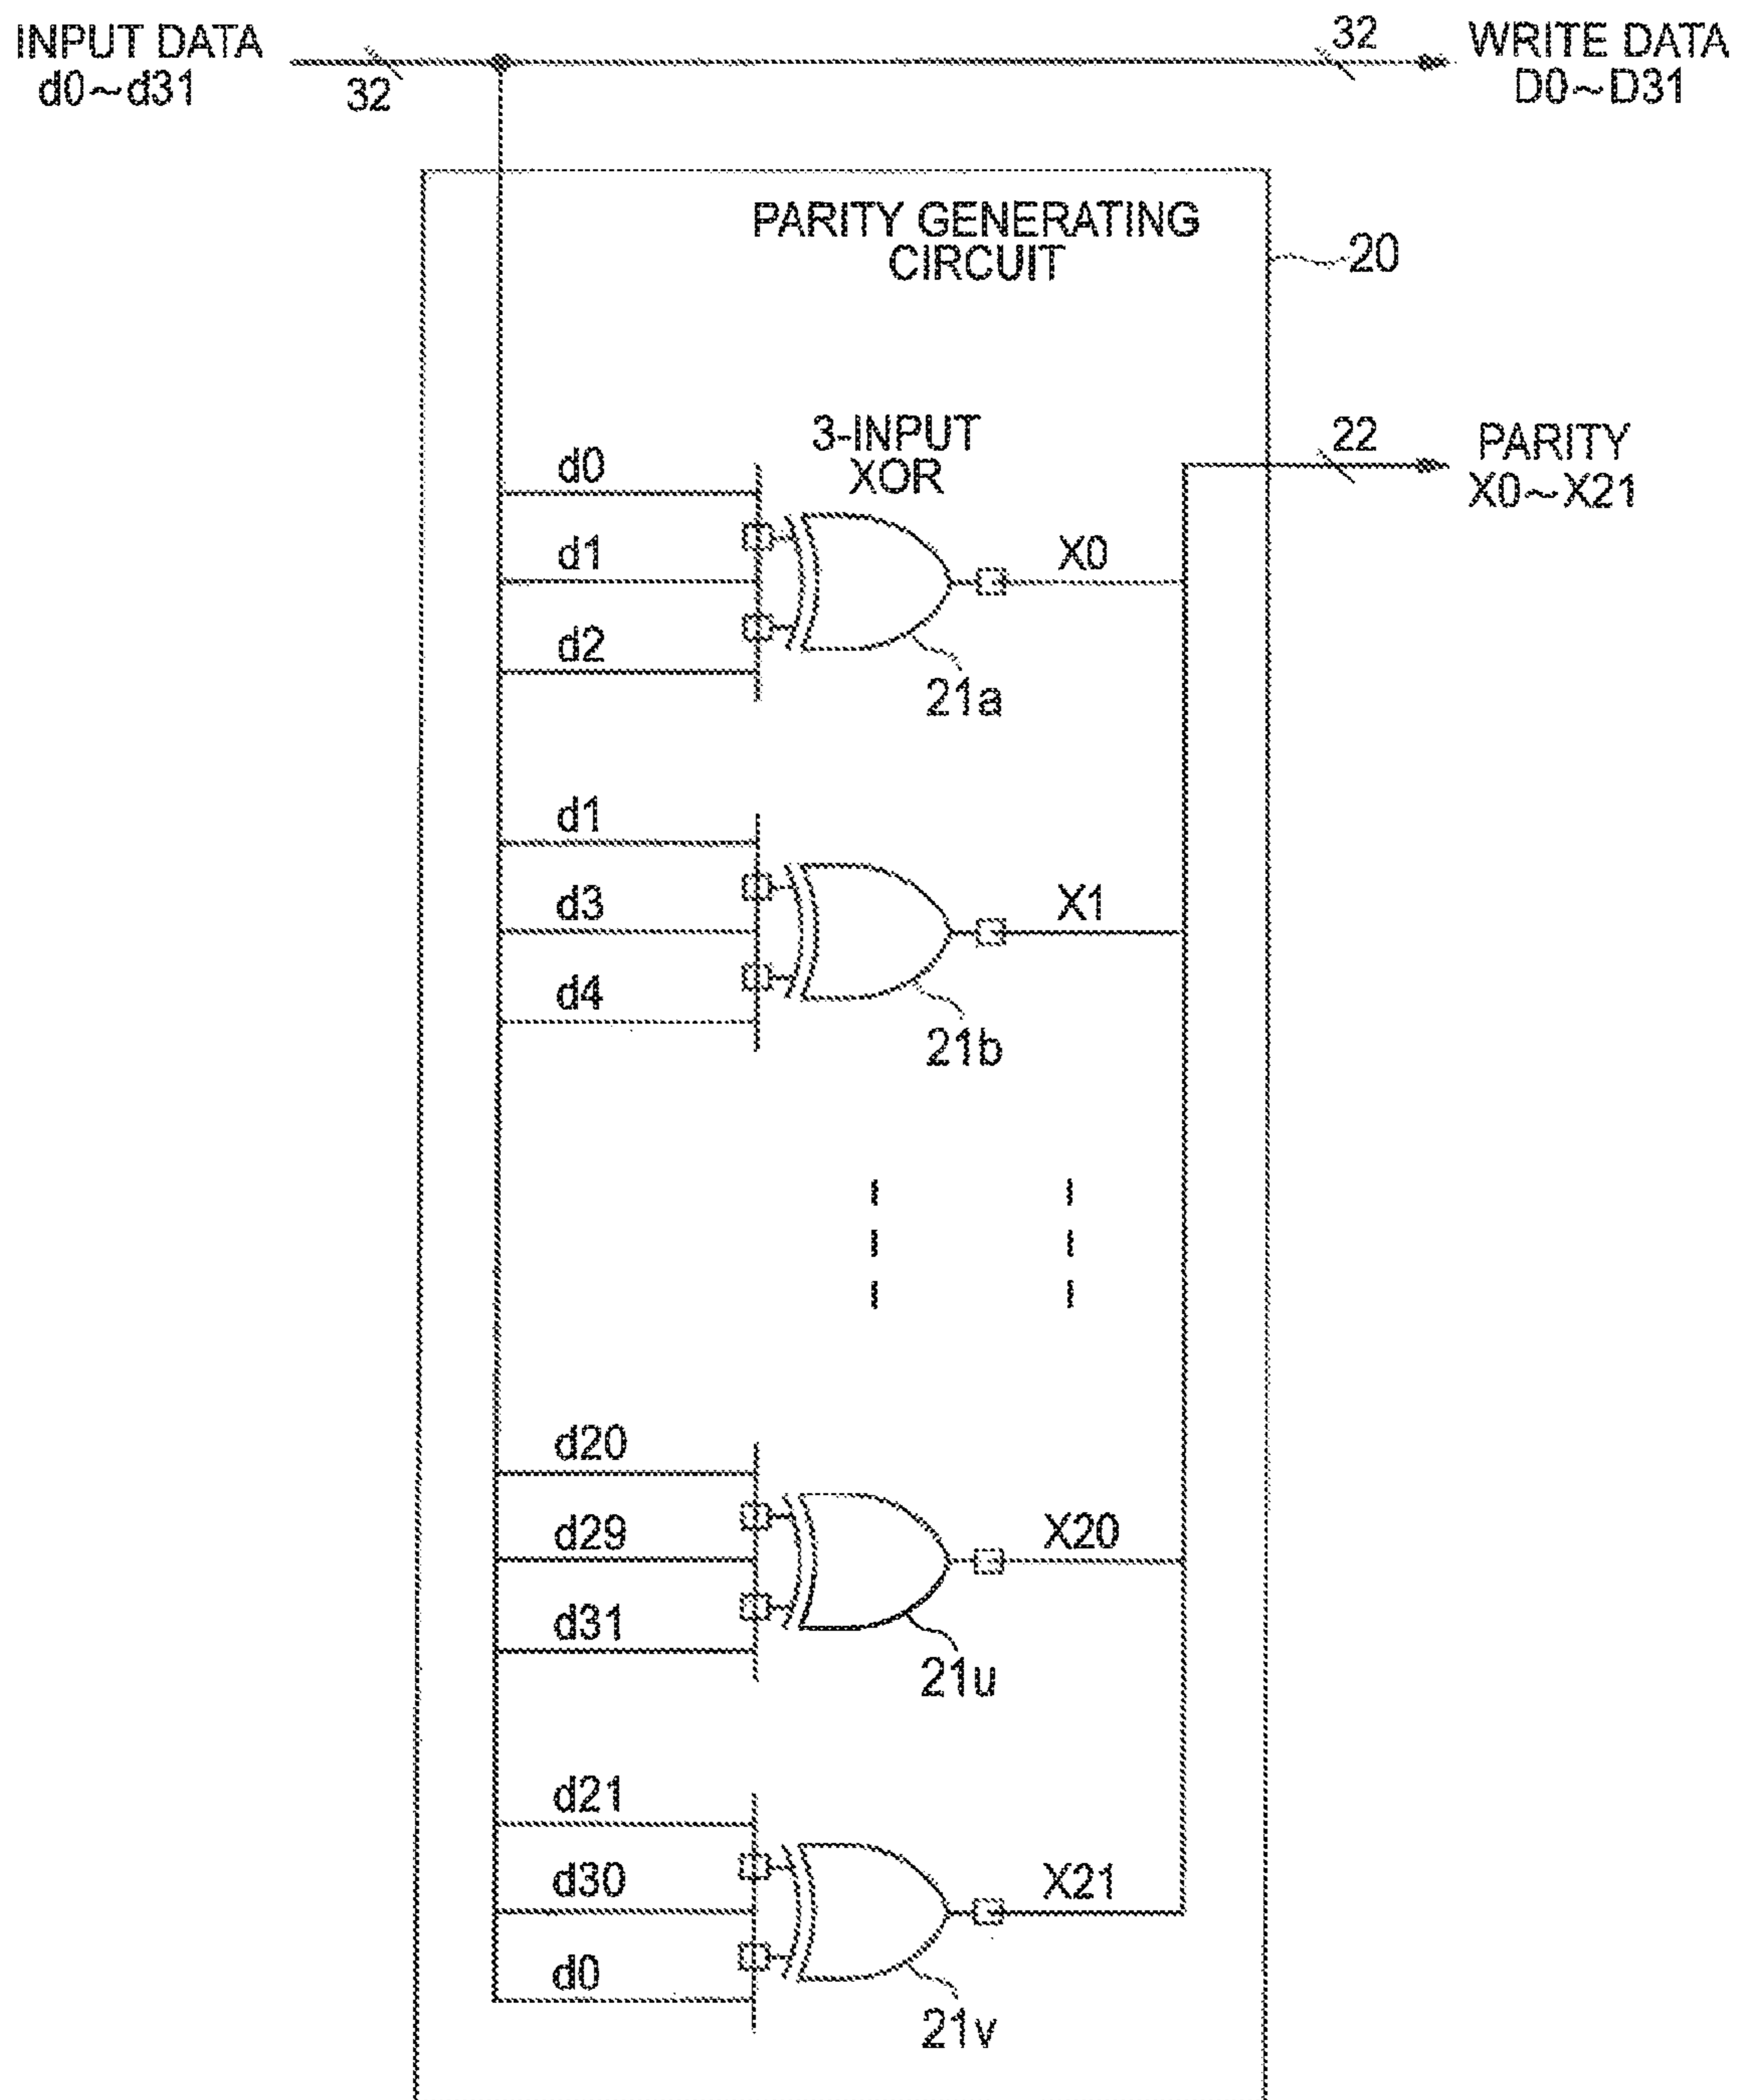 INPUT DATA
d0~d31
32
32
WRITE DATA
D0~D31
PARITY GENERATING
CIRCUIT
20
3-INPUT
XOR
22
PARITY
X0~X21
d0
d1
d2
X0
21a
d1
d3
d4
X1
21b
d20
d29
d31
X20
21u
d21
d30
d0
X21
21v